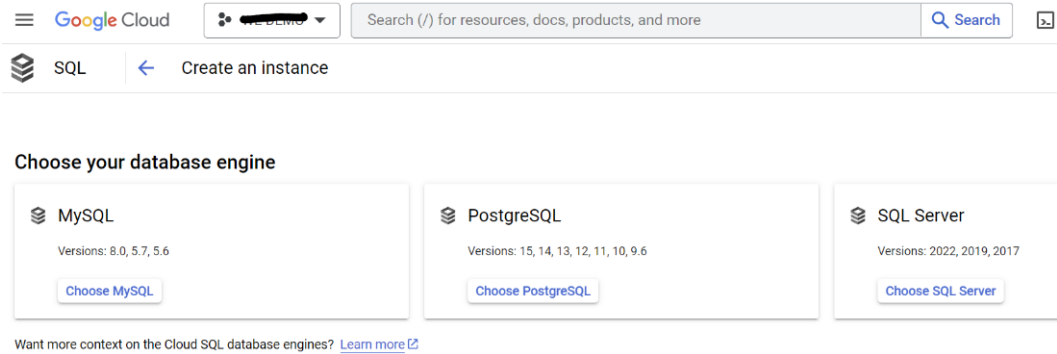 Google Cloud
DEMO
Search (/) for resources, docs, products, and more
Search
SQL
Create an instance
Choose your database engine
MySQL
Versions: 8.0, 5.7, 5.6
Choose MySQL
PostgreSQL
Versions: 15, 14, 13, 12, 11, 10, 9.6
Choose PostgreSQL
SQL Server
Versions: 2022, 2019, 2017
Choose SQL Server
Want more context on the Cloud SQL database engines? Learn more